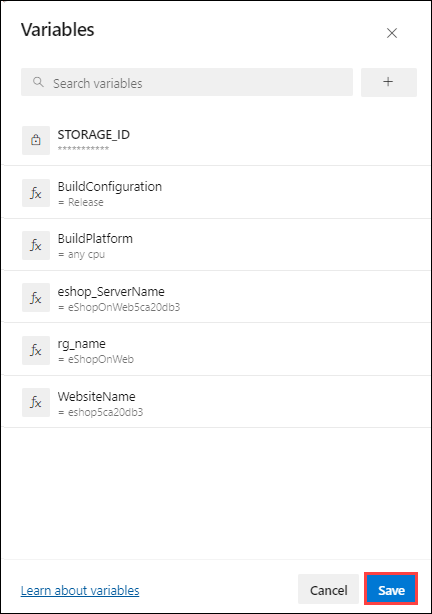 Variables
Search variables
STORAGE_ID
***********
fx BuildConfiguration
= Release
fx BuildPlatform
= any cpu
fx eshop_ServerName
= eShopOnWeb5ca20db3
fx rg_name
= eShopOnWeb
fx WebsiteName
= eshop5ca20db3
Learn about variables
Cancel
Save